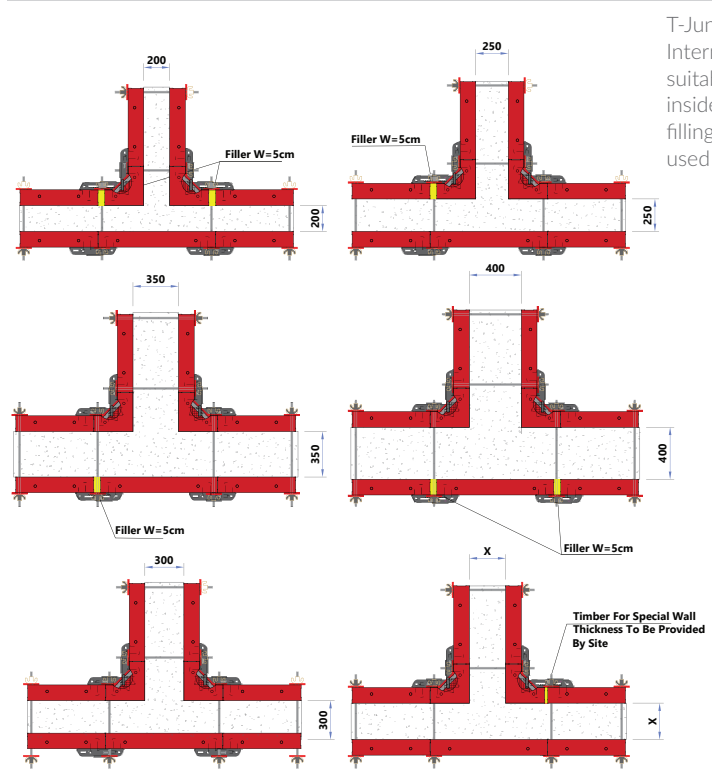 T-Jun
Intern
suitab
inside
filling
used
200
Filler W=5cm
200
250
Filler W=5cm
250
350
350
Filler W=5cm
400
400
Filler W=5cm
300
300
X
Timber For Special Wall
Thickness To Be Provided
By Site
X